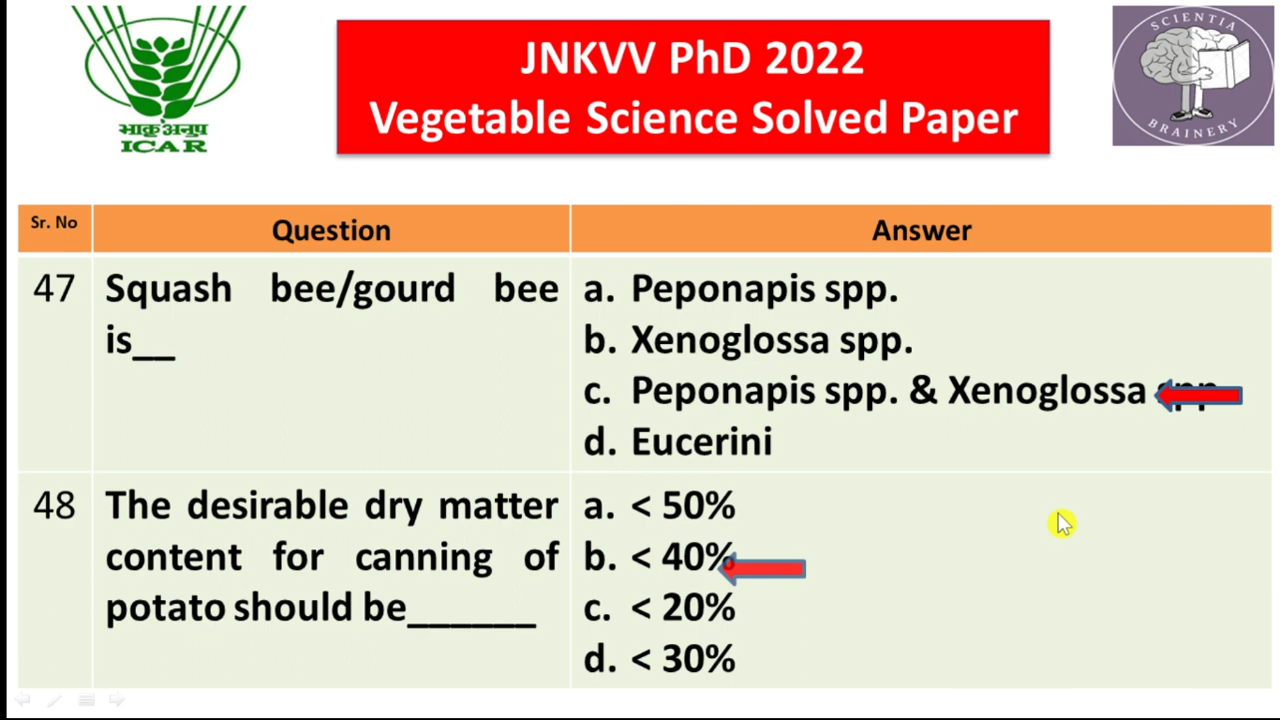 भाकृअनुप
ICAR
JNKVV PhD 2022
Vegetable Science Solved Paper
SCIENTIA
BRAINERY
Sr. No Question Answer
47 Squash bee/gourd bee
is__
a. Peponapis spp.
b. Xenoglossa spp.
c. Peponapis spp. & Xenoglossa spp
d. Eucerini
48 The desirable dry matter
content for canning of
potato should be______
a. < 50%
b. < 40%
c. < 20%
d. < 30%